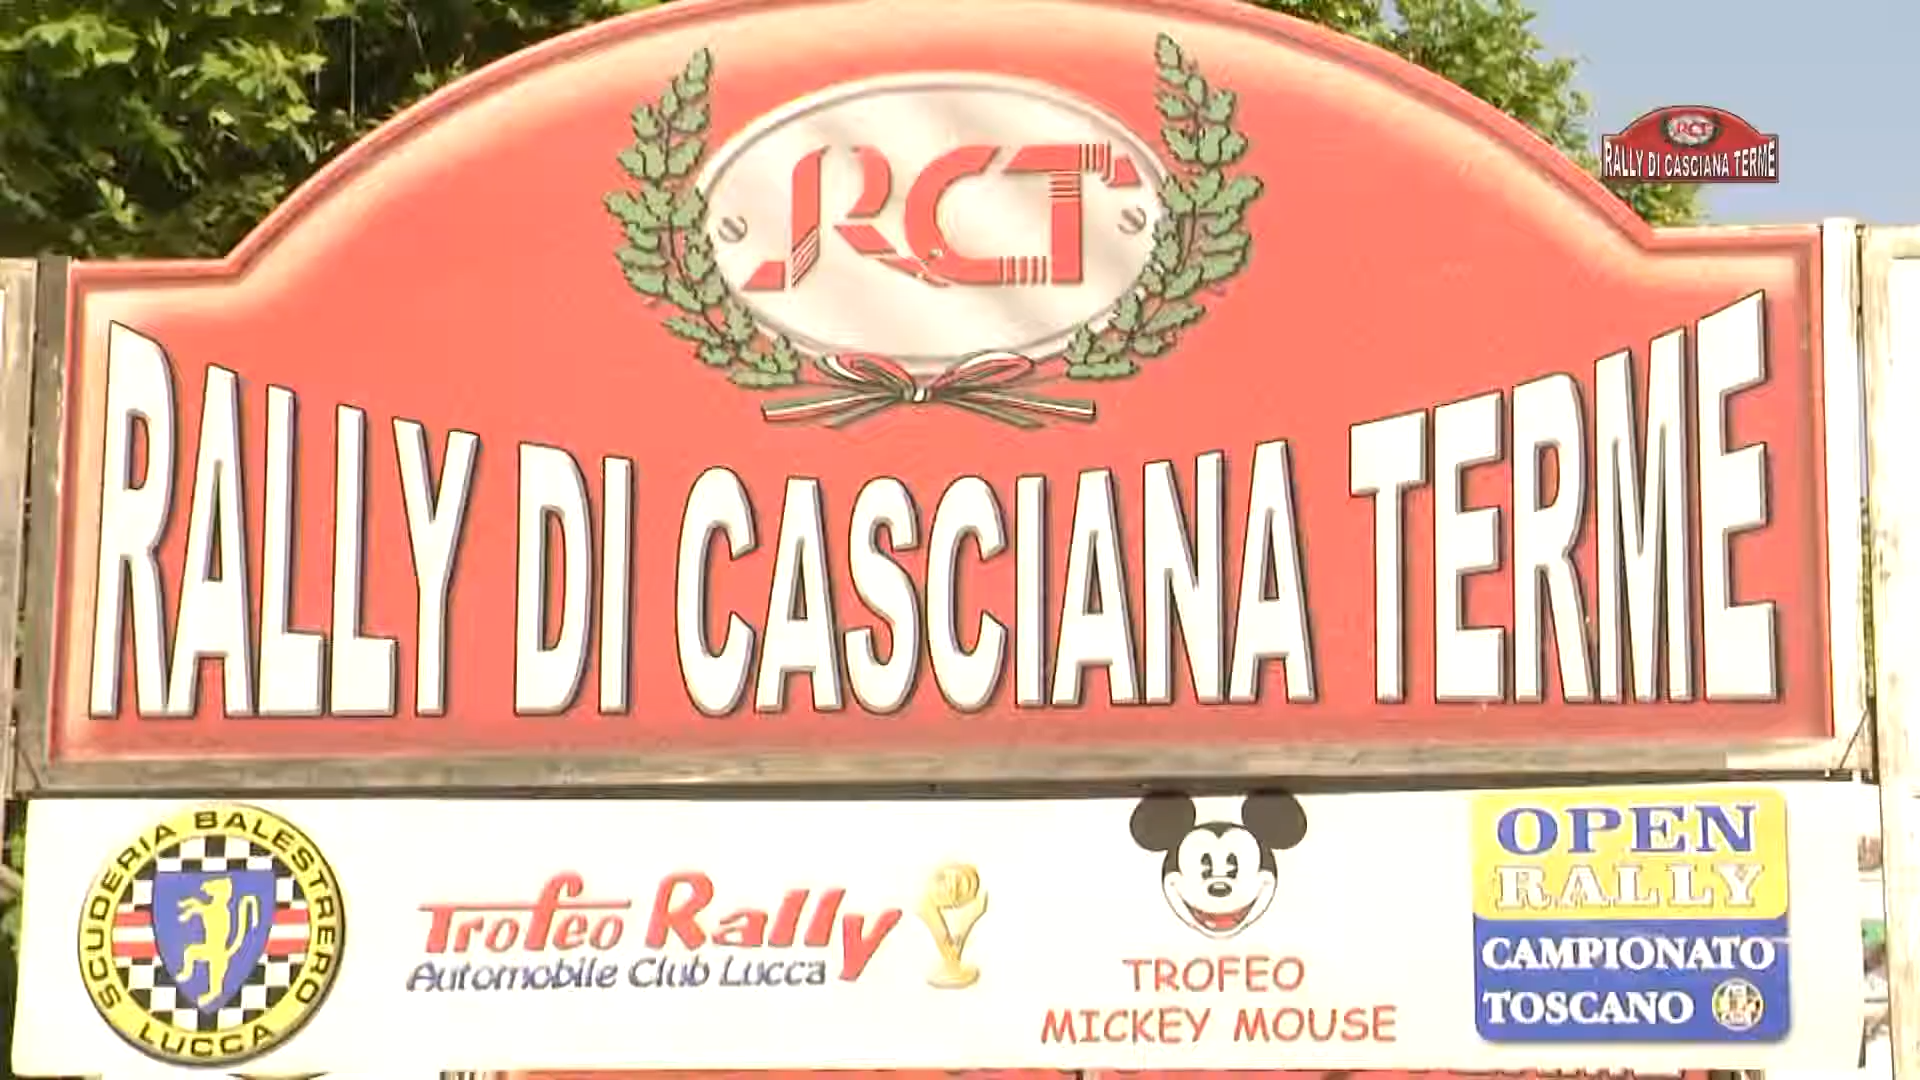 RCT
RCT
RALLY DI CASCIANA TERME
RALLY DI CASCIANA TERME
SCUDERIA BALESTRERO
LUCCA
Trofeo Rally
Automobile Club Lucca
TROFEO
MICKEY MOUSE
OPEN
RALLY
CAMPIONATO
TOSCANO